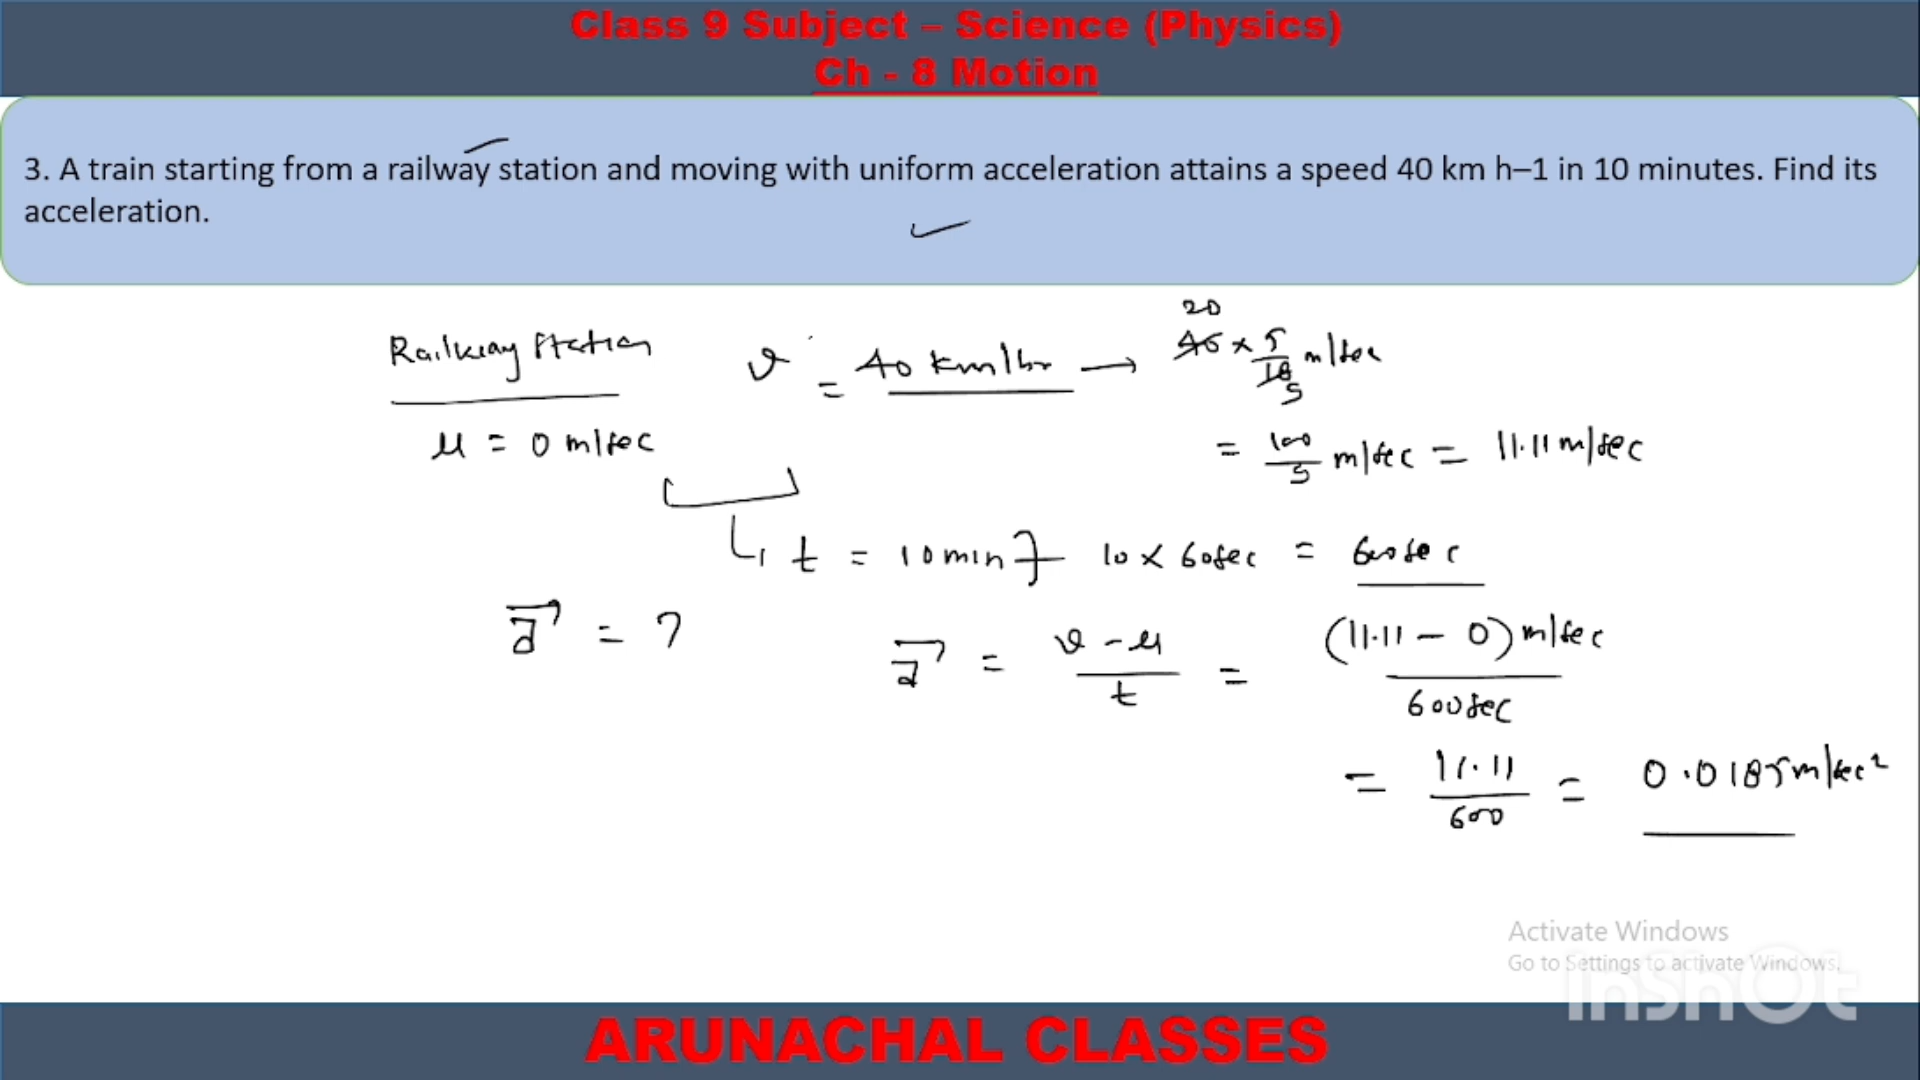 Class 9 Subject – Science (Physics)
Ch - 8 Motion
3. A train starting from a railway station and moving with uniform acceleration attains a speed 40 km h–1 in 10 minutes. Find its
acceleration.
Railway Station
u = 0 m/sec
v = 40 km/hr → 40 × 5/18 m/sec
20
5
= 100/5 m/sec = 11.11 m/sec
t = 10 min } 10 × 60 sec = 600 sec
a⃗ = ?
a⃗ = v - u / t = (11.11 - 0) m/sec / 600 sec
= 11.11 / 600 = 0.0185 m/sec²
Activate Windows
Go to Settings to activate Windows.
InShOt
ARUNACHAL CLASSES